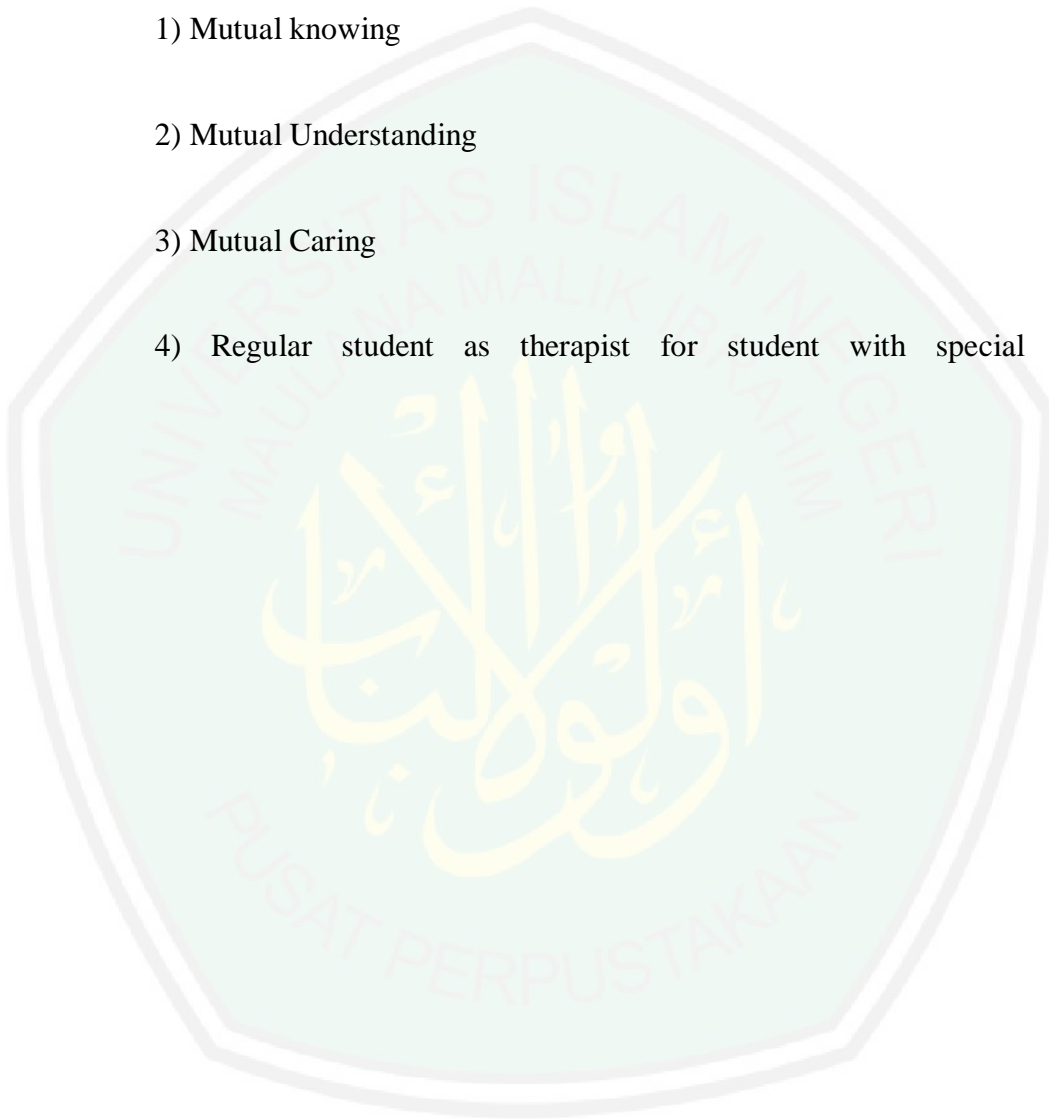 1) Mutual knowing
2) Mutual Understanding
3) Mutual Caring
4) Regular student as therapist for student with special
UNIVERSITAS ISLAM NEGERI
MAULANA MALIK IBRAHIM
PUSAT PERPUSTAKAAN